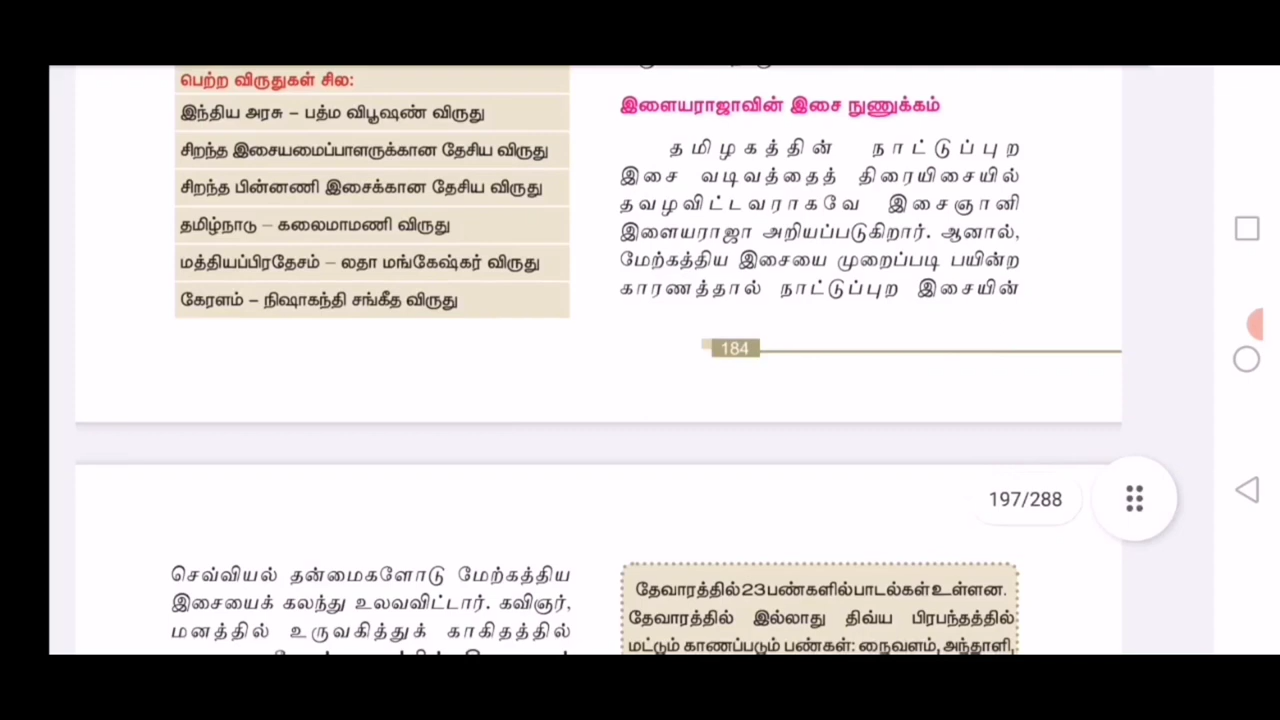 பெற்ற விருதுகள் சில:
இந்திய அரசு – பத்ம விபூஷண் விருது
சிறந்த இசையமைப்பாளருக்கான தேசிய விருது
சிறந்த பின்னணி இசைக்கான தேசிய விருது
தமிழ்நாடு – கலைமாமணி விருது
மத்தியப்பிரதேசம் – லதா மங்கேஷ்கர் விருது
கேரளம் – நிஷாகந்தி சங்கீத விருது
இளையராஜாவின் இசை நுணுக்கம்
தமிழகத்தின் நாட்டுப்புற
இசை வடிவத்தைத் திரையிசையில்
தவழவிட்டவராகவே இசைஞானி
இளையராஜா அறியப்படுகிறார். ஆனால்,
மேற்கத்திய இசையை முறைப்படி பயின்ற
காரணத்தால் நாட்டுப்புற இசையின்
184
197/288
செவ்வியல் தன்மைகளோடு மேற்கத்திய
இசையைக் கலந்து உலவவிட்டார். கவிஞர்,
மனத்தில் உருவகித்துக் காகிதத்தில்
தேவாரத்தில் 23 பண்களில் பாடல்கள் உள்ளன.
தேவாரத்தில் இல்லாது திவ்ய பிரபந்தத்தில்
மட்டும் காணப்படும் பண்கள்: நைவளம், அந்தாளி,